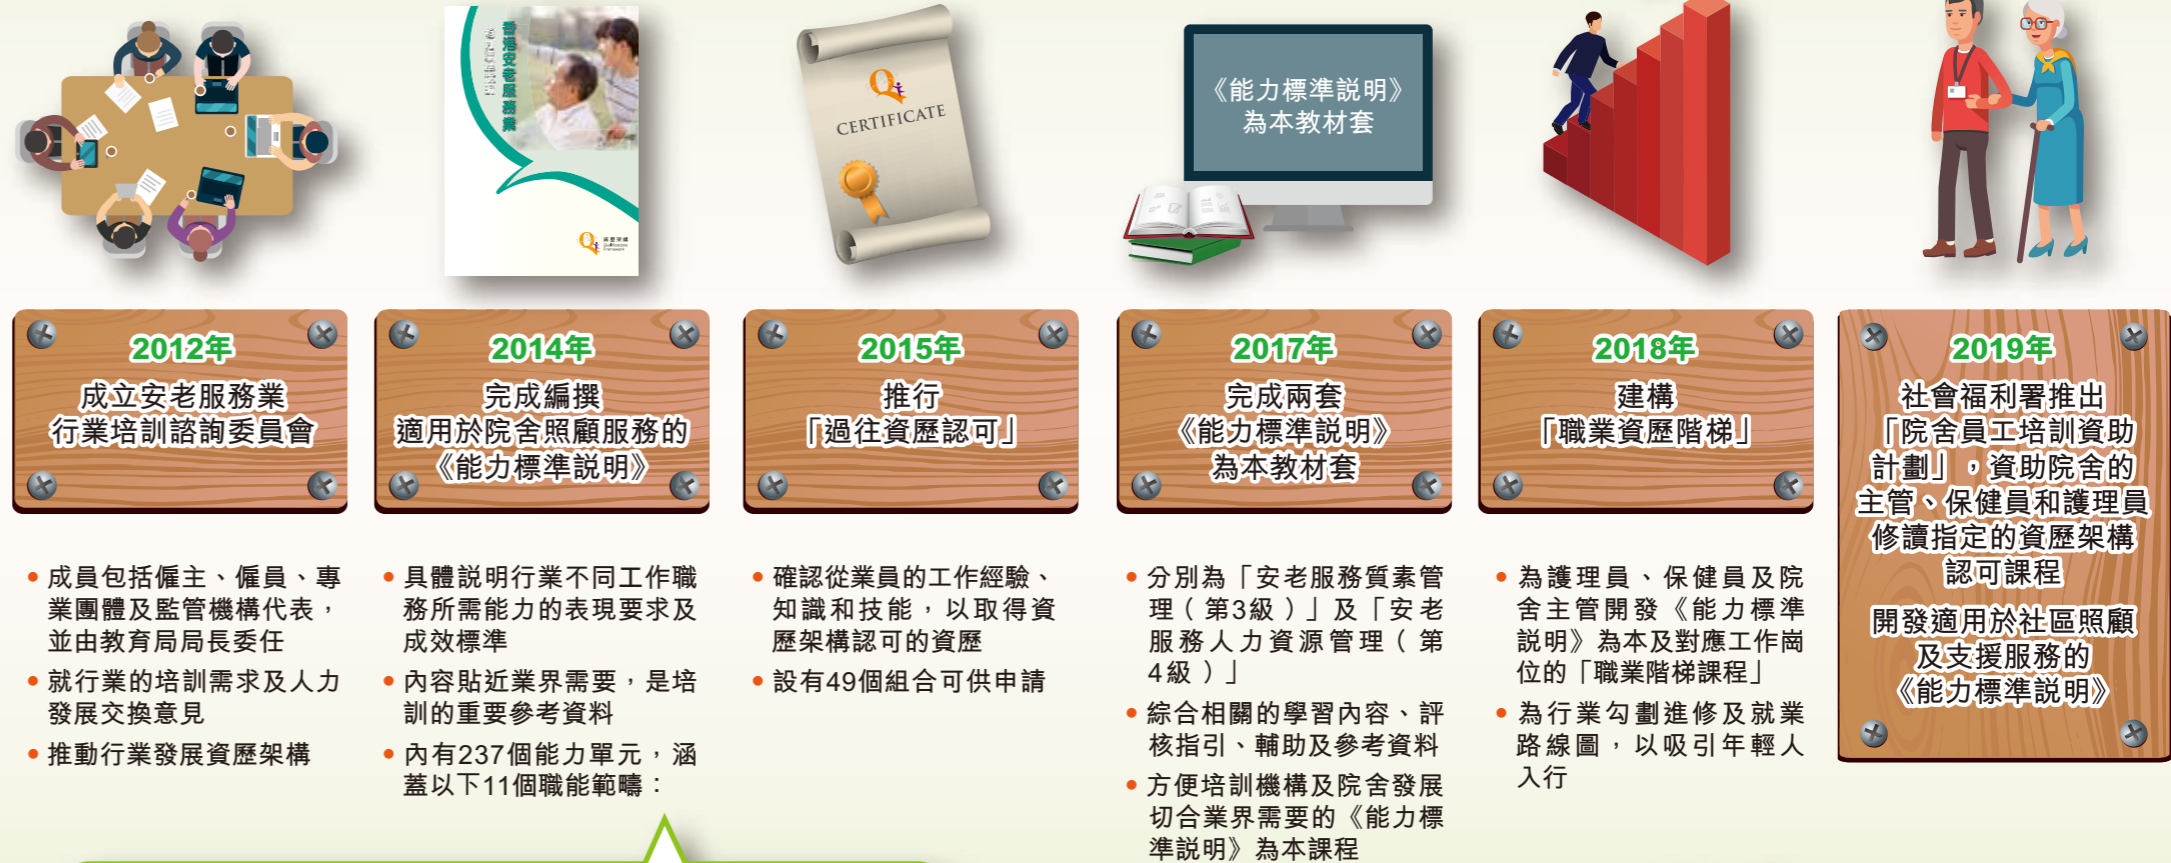 香港安老服務業
資歷架構
Qualifications
Framework
CERTIFICATE
《能力標準説明》
為本教材套
2012年
成立安老服務業
行業培訓諮詢委員會
• 成員包括僱主、僱員、專
業團體及監管機構代表，
並由教育局局長委任
• 就行業的培訓需求及人力
發展交換意見
• 推動行業發展資歷架構
2014年
完成編撰
適用於院舍照顧服務的
《能力標準説明》
• 具體説明行業不同工作職
務所需能力的表現要求及
成效標準
• 內容貼近業界需要，是培
訓的重要參考資料
• 內有237個能力單元，涵
蓋以下11個職能範疇：
2015年
推行
「過往資歷認可」
• 確認從業員的工作經驗、
知識和技能，以取得資
歷架構認可的資歷
• 設有49個組合可供申請
2017年
完成兩套
《能力標準説明》
為本教材套
• 分別為「安老服務質素管
理（第3級）」及「安老
服務人力資源管理（第
4級）」
• 綜合相關的學習內容、評
核指引、輔助及參考資料
• 方便培訓機構及院舍發展
切合業界需要的《能力標
準説明》為本課程
2018年
建構
「職業資歷階梯」
• 為護理員、保健員及院
舍主管開發《能力標準
説明》為本及對應工作崗
位的「職業階梯課程」
• 為行業勾劃進修及就業
路線圖，以吸引年輕人
入行
2019年
社會福利署推出
「院舍員工培訓資助
計劃」，資助院舍的
主管、保健員和護理員
修讀指定的資歷架構
認可課程
開發適用於社區照顧
及支援服務的
《能力標準説明》